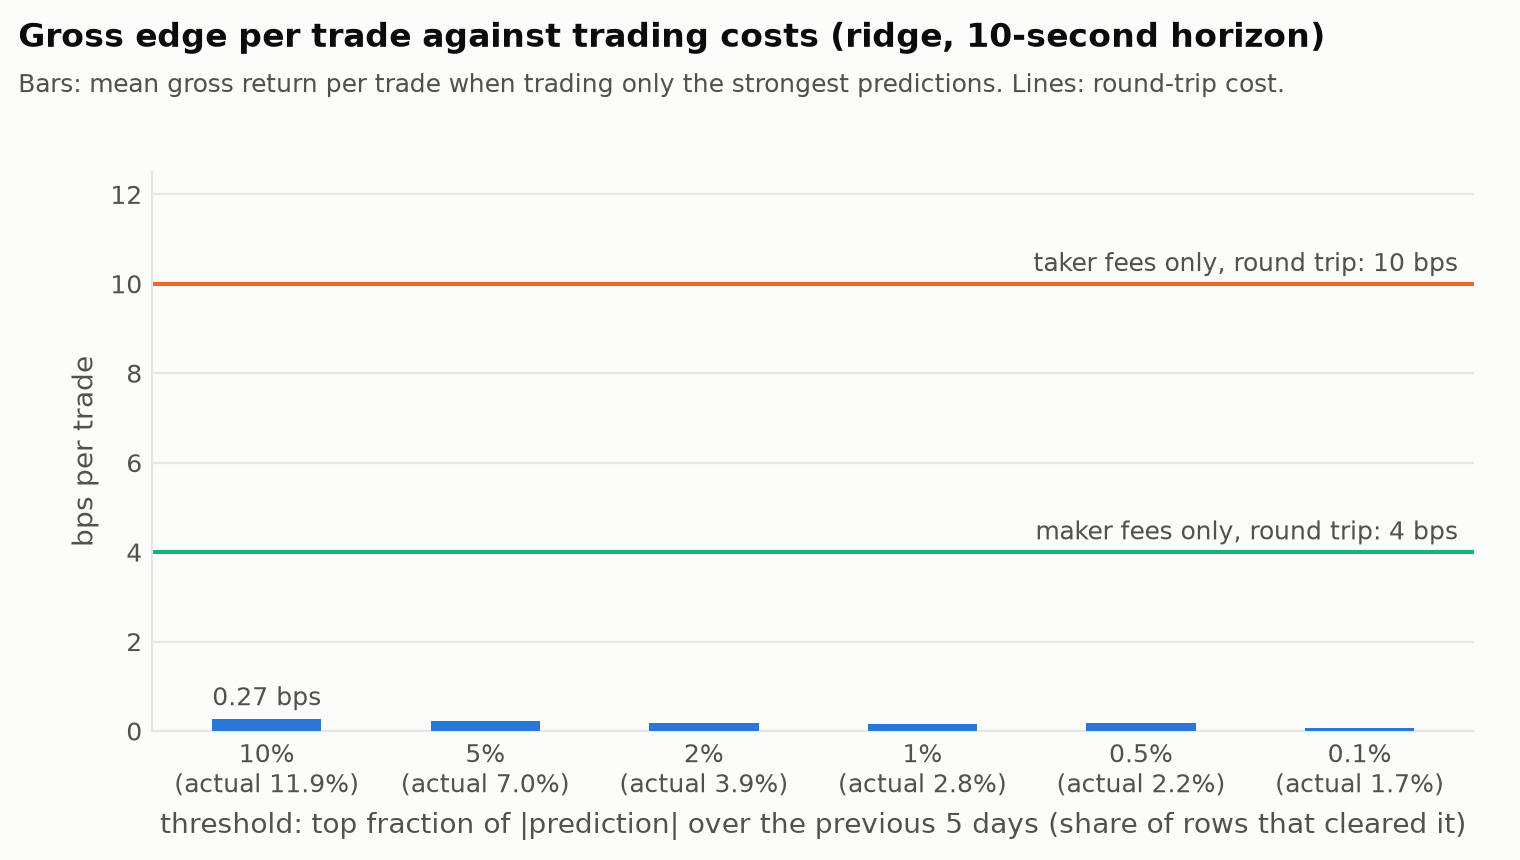 Gross edge per trade against trading costs (ridge, 10-second horizon)
Bars: mean gross return per trade when trading only the strongest predictions. Lines: round-trip cost.
12
taker fees only, round trip: 10 bps
10
8
bps per trade
6
maker fees only, round trip: 4 bps
4
2
0.27 bps
0
10% 5% 2% 1% 0.5% 0.1%
(actual 11.9%) (actual 7.0%) (actual 3.9%) (actual 2.8%) (actual 2.2%) (actual 1.7%)
threshold: top fraction of |prediction| over the previous 5 days (share of rows that cleared it)